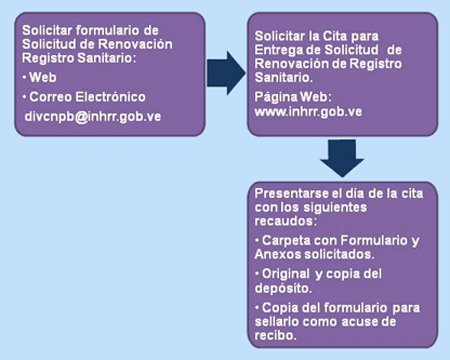 Solicitar formulario de
Solicitud de Renovación
Registro Sanitario:
• Web
• Correo Electrónico
divcnpb@inhrr.gob.ve
Solicitar la Cita para
Entrega de Solicitud de
Renovación de Registro
Sanitario.
Página Web:
www.inhrr.gob.ve
Presentarse el día de la cita
con los siguientes
recaudos:
• Carpeta con Formulario y
Anexos solicitados.
• Original y copia del
depósito.
• Copia del formulario para
sellarlo como acuse de
recibo.